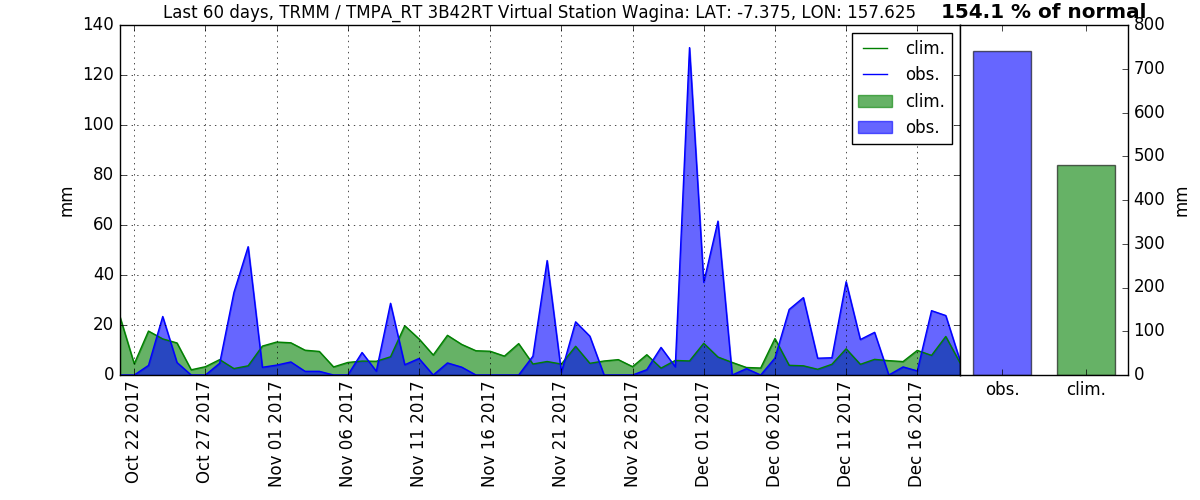 Last 60 days, TRMM / TMPA_RT 3B42RT Virtual Station Wagina: LAT: -7.375, LON: 157.625
154.1 % of normal
140
120
100
80
60
40
20
0
mm
clim.
obs.
clim.
obs.
800
700
600
500
400
300
200
100
0
mm
Oct 22 2017
Oct 27 2017
Nov 01 2017
Nov 06 2017
Nov 11 2017
Nov 16 2017
Nov 21 2017
Nov 26 2017
Dec 01 2017
Dec 06 2017
Dec 11 2017
Dec 16 2017
obs.
clim.